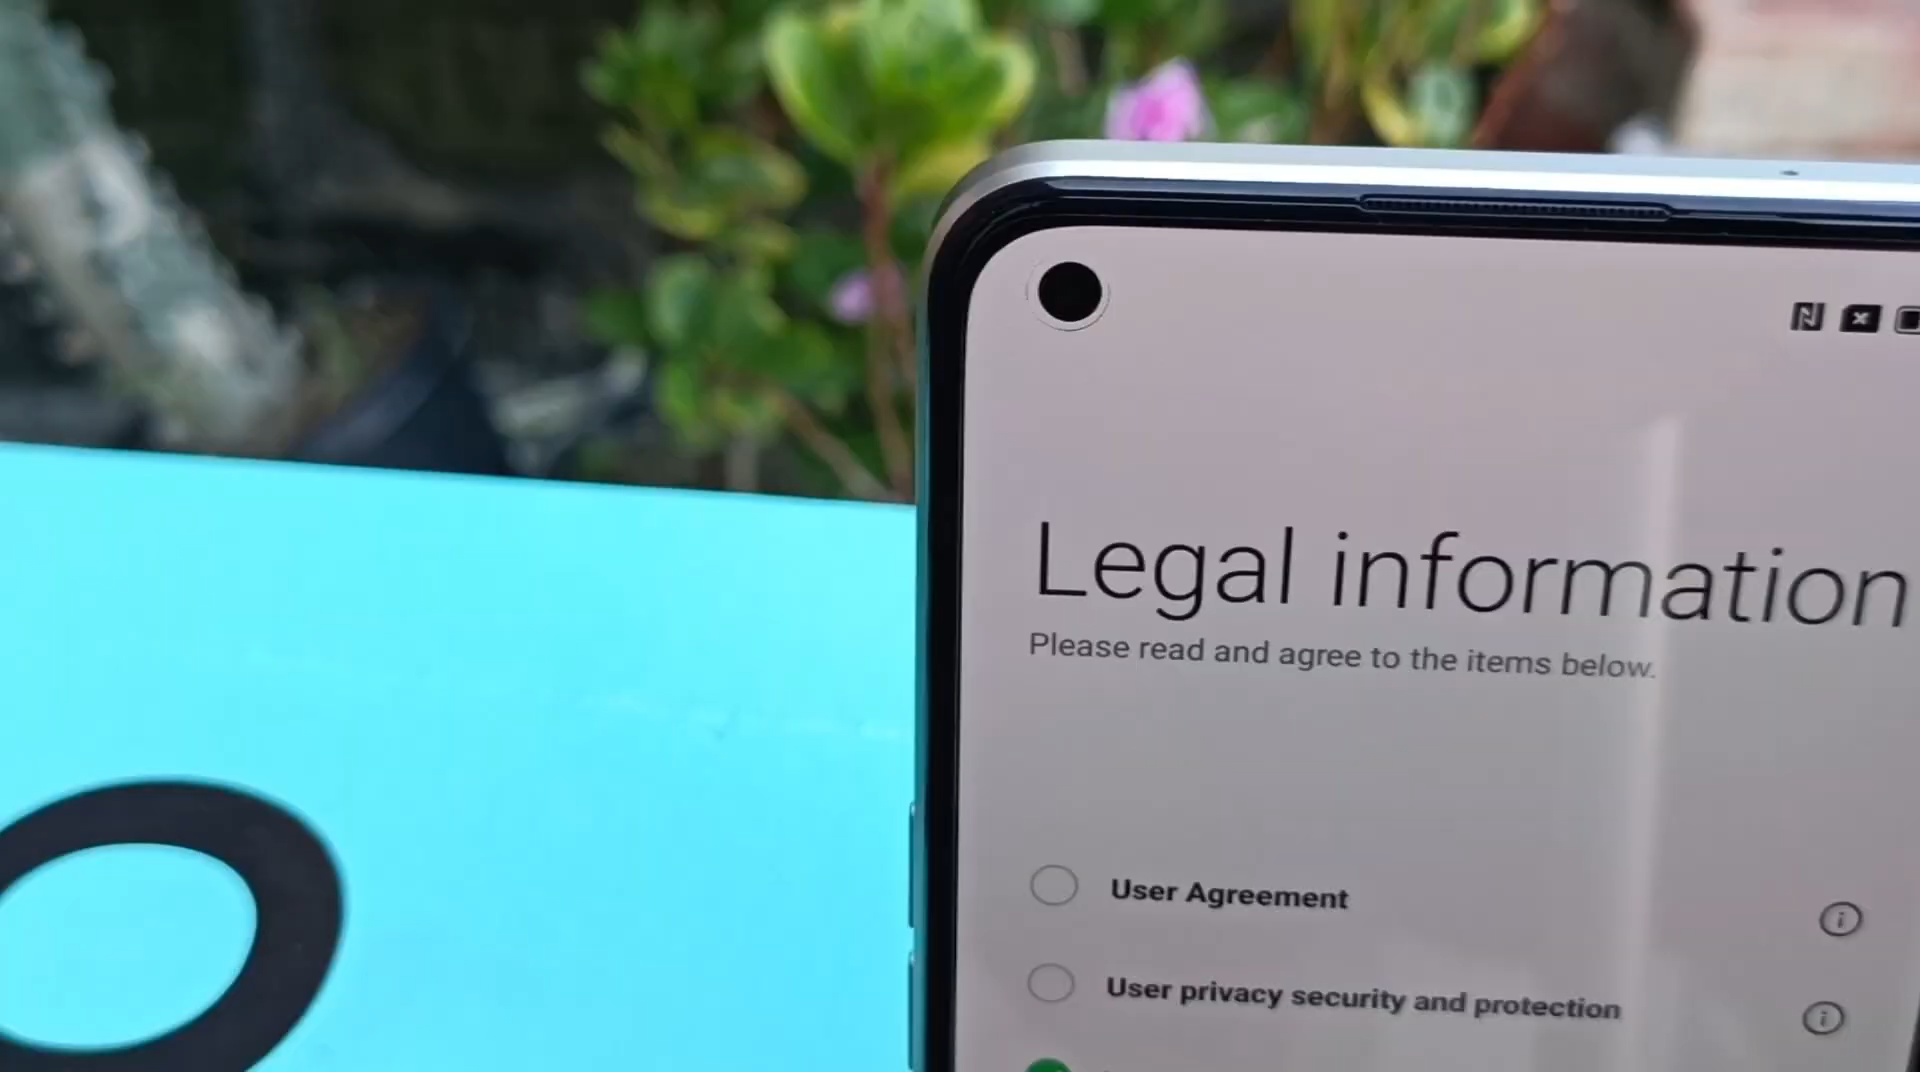 Legal information
Please read and agree to the items below.
User Agreement
User privacy security and protection
O